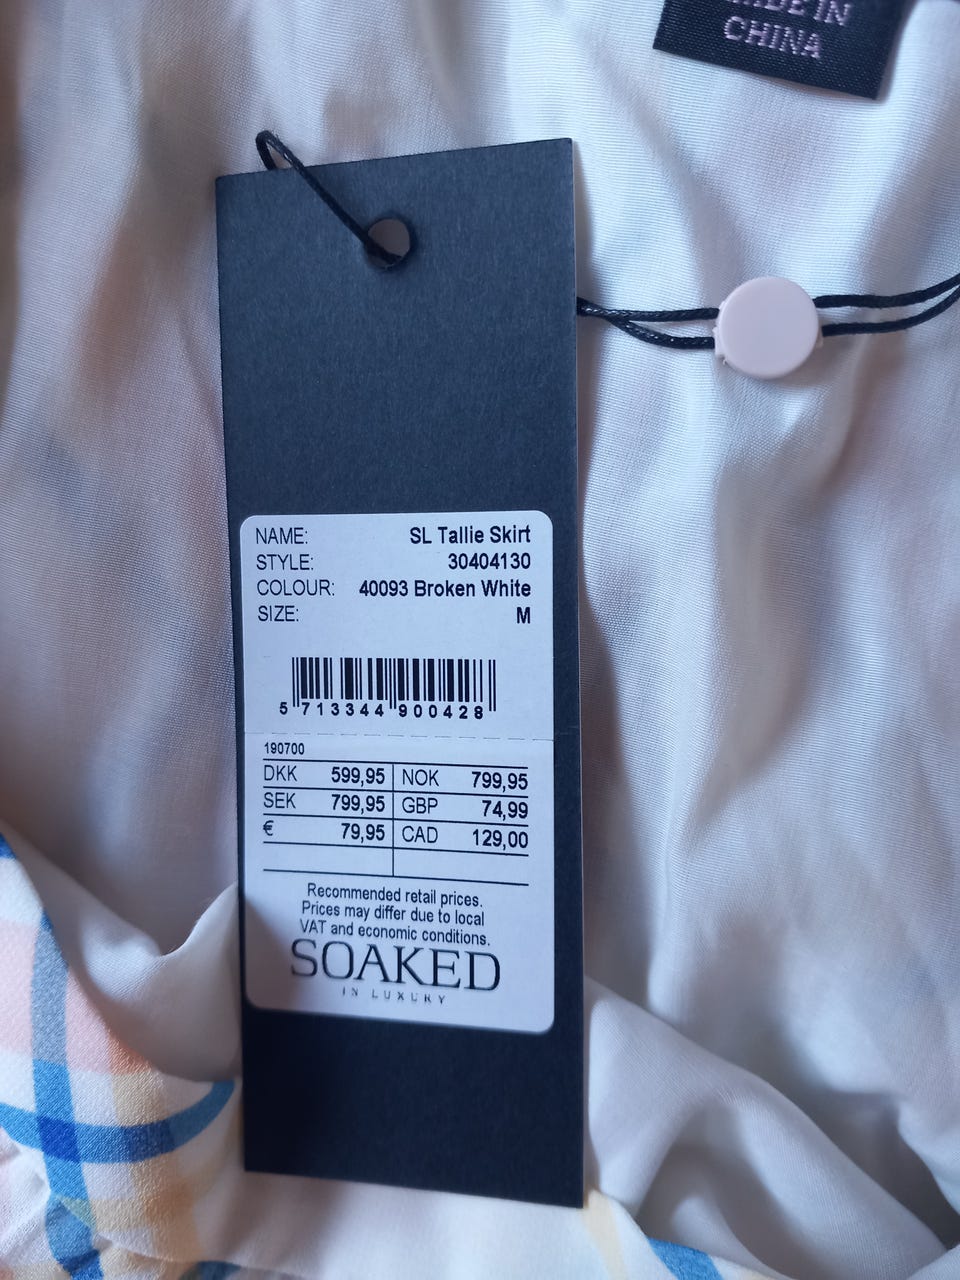 MADE IN
CHINA
NAME: SL Tallie Skirt
STYLE: 30404130
COLOUR: 40093 Broken White
SIZE: M
5 713344 900428
190700
DKK 599,95 NOK 799,95
SEK 799,95 GBP 74,99
€ 79,95 CAD 129,00
Recommended retail prices.
Prices may differ due to local
VAT and economic conditions.
SOAKED
IN LUXURY